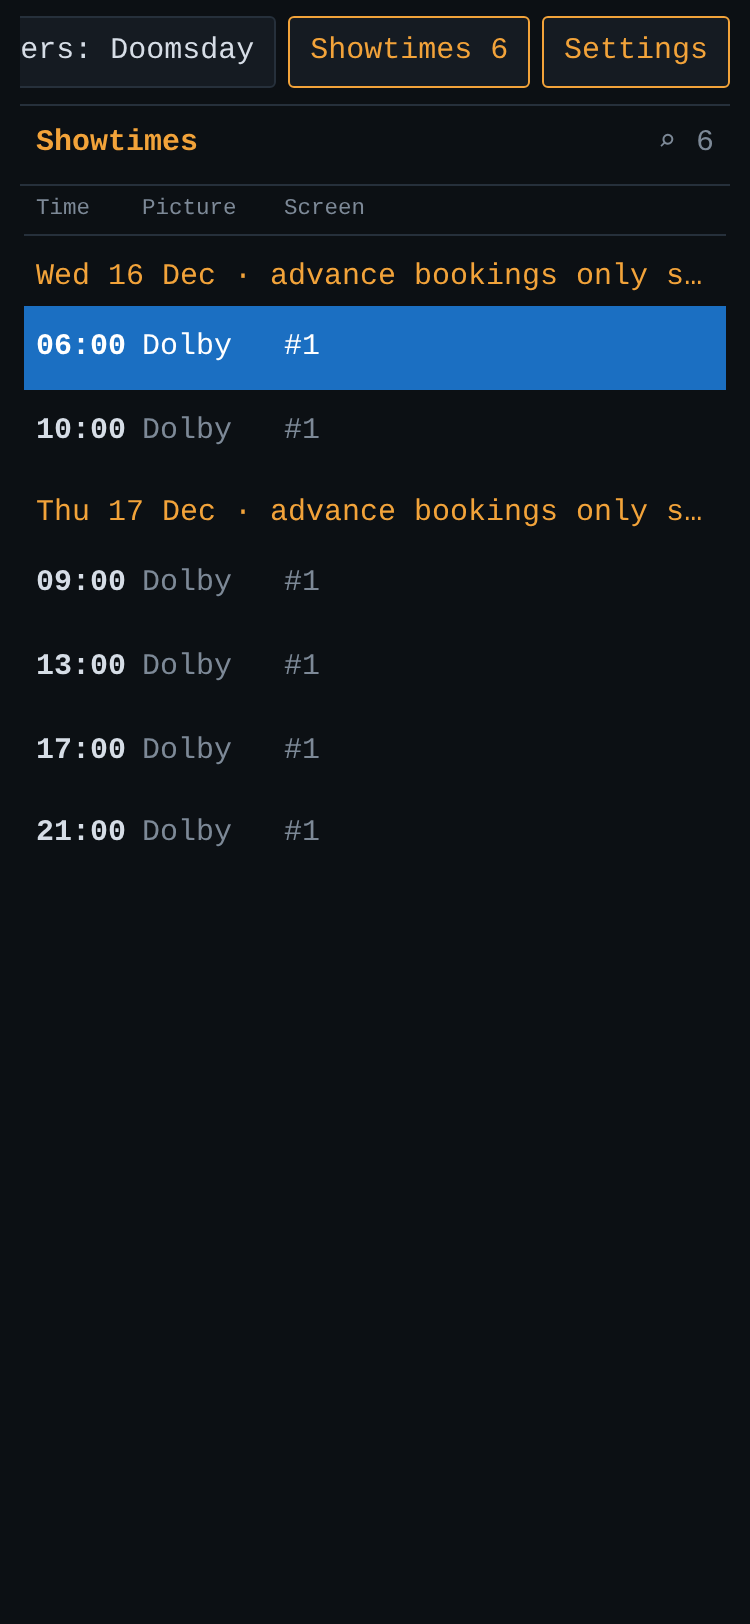 ers: Doomsday Showtimes 6 Settings
Showtimes ⌕ 6
Time Picture Screen
Wed 16 Dec · advance bookings only s…
06:00 Dolby #1
10:00 Dolby #1
Thu 17 Dec · advance bookings only s…
09:00 Dolby #1
13:00 Dolby #1
17:00 Dolby #1
21:00 Dolby #1